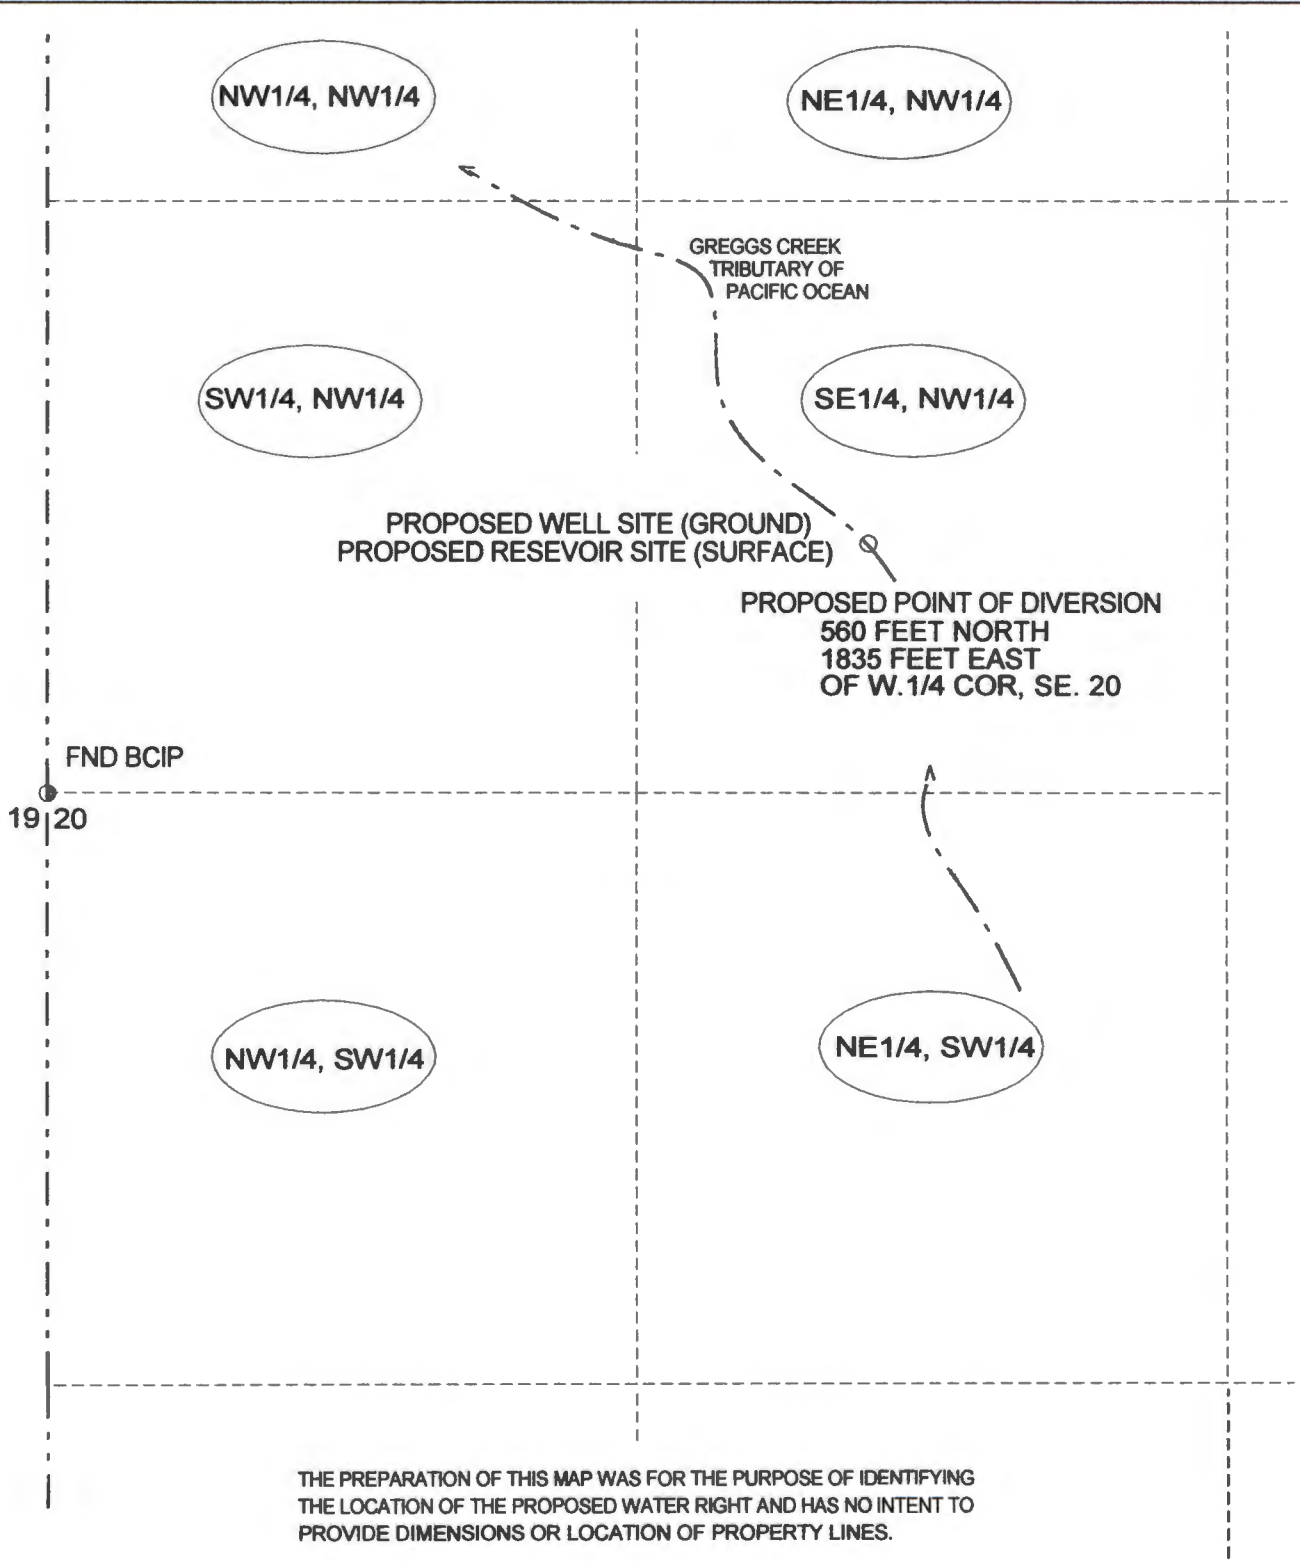 NW1/4, NW1/4
NE1/4, NW1/4
GREGGS CREEK
TRIBUTARY OF
PACIFIC OCEAN
SW1/4, NW1/4
SE1/4, NW1/4
PROPOSED WELL SITE (GROUND)
PROPOSED RESEVOIR SITE (SURFACE)
PROPOSED POINT OF DIVERSION
560 FEET NORTH
1835 FEET EAST
OF W.1/4 COR, SE. 20
FND BCIP
19 20
NW1/4, SW1/4
NE1/4, SW1/4
THE PREPARATION OF THIS MAP WAS FOR THE PURPOSE OF IDENTIFYING
THE LOCATION OF THE PROPOSED WATER RIGHT AND HAS NO INTENT TO
PROVIDE DIMENSIONS OR LOCATION OF PROPERTY LINES.